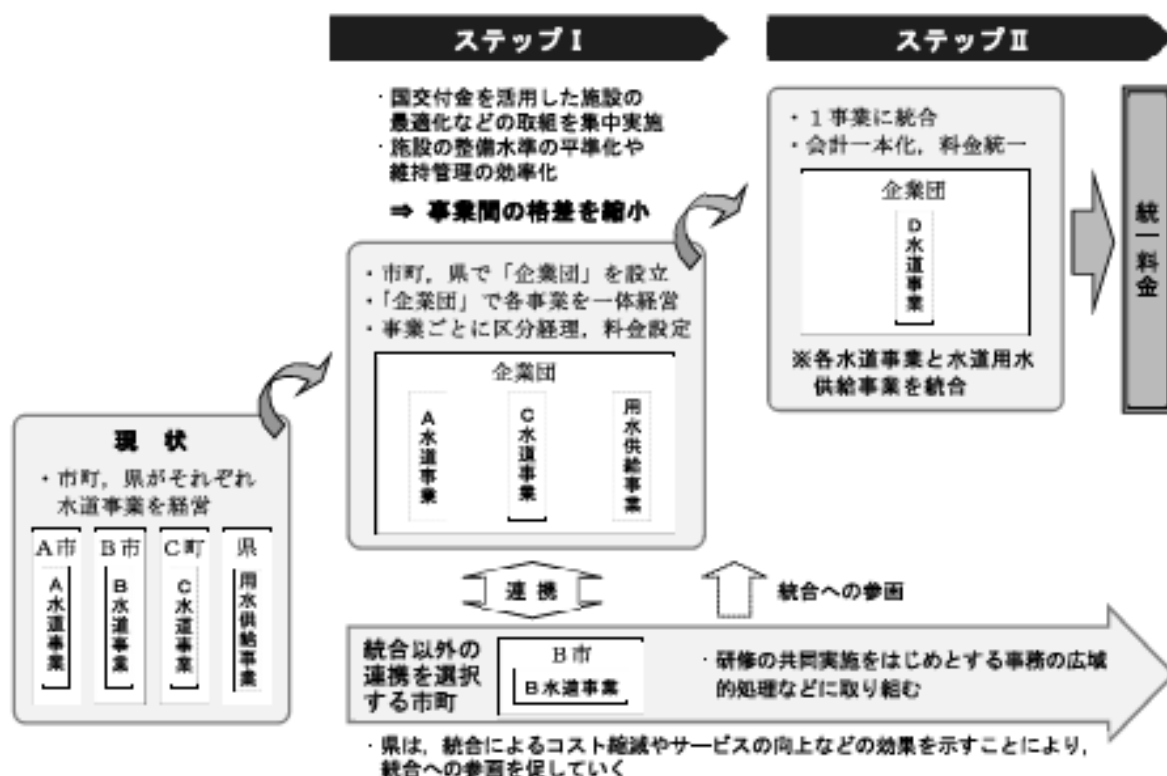 ステップⅠ
ステップⅡ
・国交付金を活用した施設の
最適化などの取組を集中実施
・施設の整備水準の平準化や
維持管理の効率化
⇒ 事業間の格差を縮小
・市町，県で「企業団」を設立
・「企業団」で各事業を一体経営
・事業ごとに区分経理，料金設定
企業団
A水道事業
C水道事業
用水供給事業
・１事業に統合
・会計一本化，料金統一
企業団
D水道事業
※各水道事業と水道用水
供給事業を統合
統一料金
現 状
・市町，県がそれぞれ
水道事業を経営
A市
B市
C町
県
A水道事業
B水道事業
C水道事業
用水供給事業
連 携
統合への参画
統合以外の
連携を選択
する市町
B市
B水道事業
・研修の共同実施をはじめとする事務の広域
的処理などに取り組む
・県は，統合によるコスト縮減やサービスの向上などの効果を示すことにより，
統合への参画を促していく